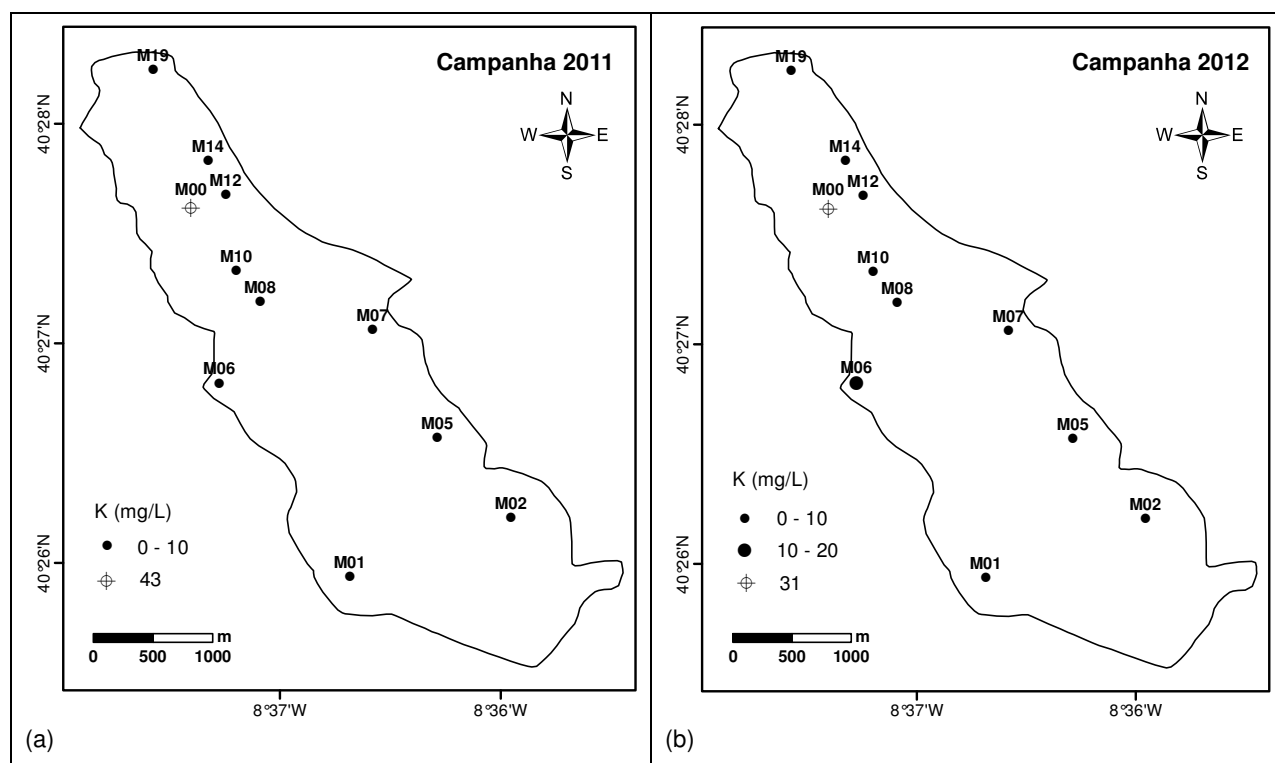 Campanha 2011
N
W E
S
M19
M14
M12
M00
M10
M08
M07
M06
M05
M02
M01
K (mg/L)
0 - 10
43
m
0 500 1000
40°28'N
40°27'N
40°26'N
8°37'W 8°36'W
(a)
Campanha 2012
N
W E
S
M19
M14
M12
M00
M10
M08
M07
M06
M05
M02
M01
K (mg/L)
0 - 10
10 - 20
31
m
0 500 1000
40°28'N
40°27'N
40°26'N
8°37'W 8°36'W
(b)